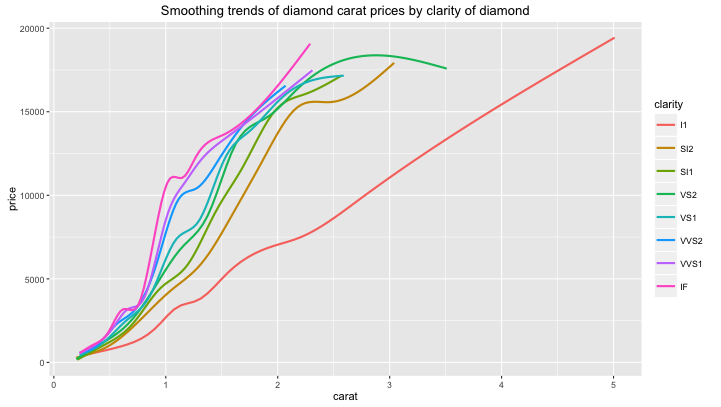 Smoothing trends of diamond carat prices by clarity of diamond
20000
15000
10000
5000
0
price
0 1 2 3 4 5
carat
clarity
I1
SI2
SI1
VS2
VS1
VVS2
VVS1
IF